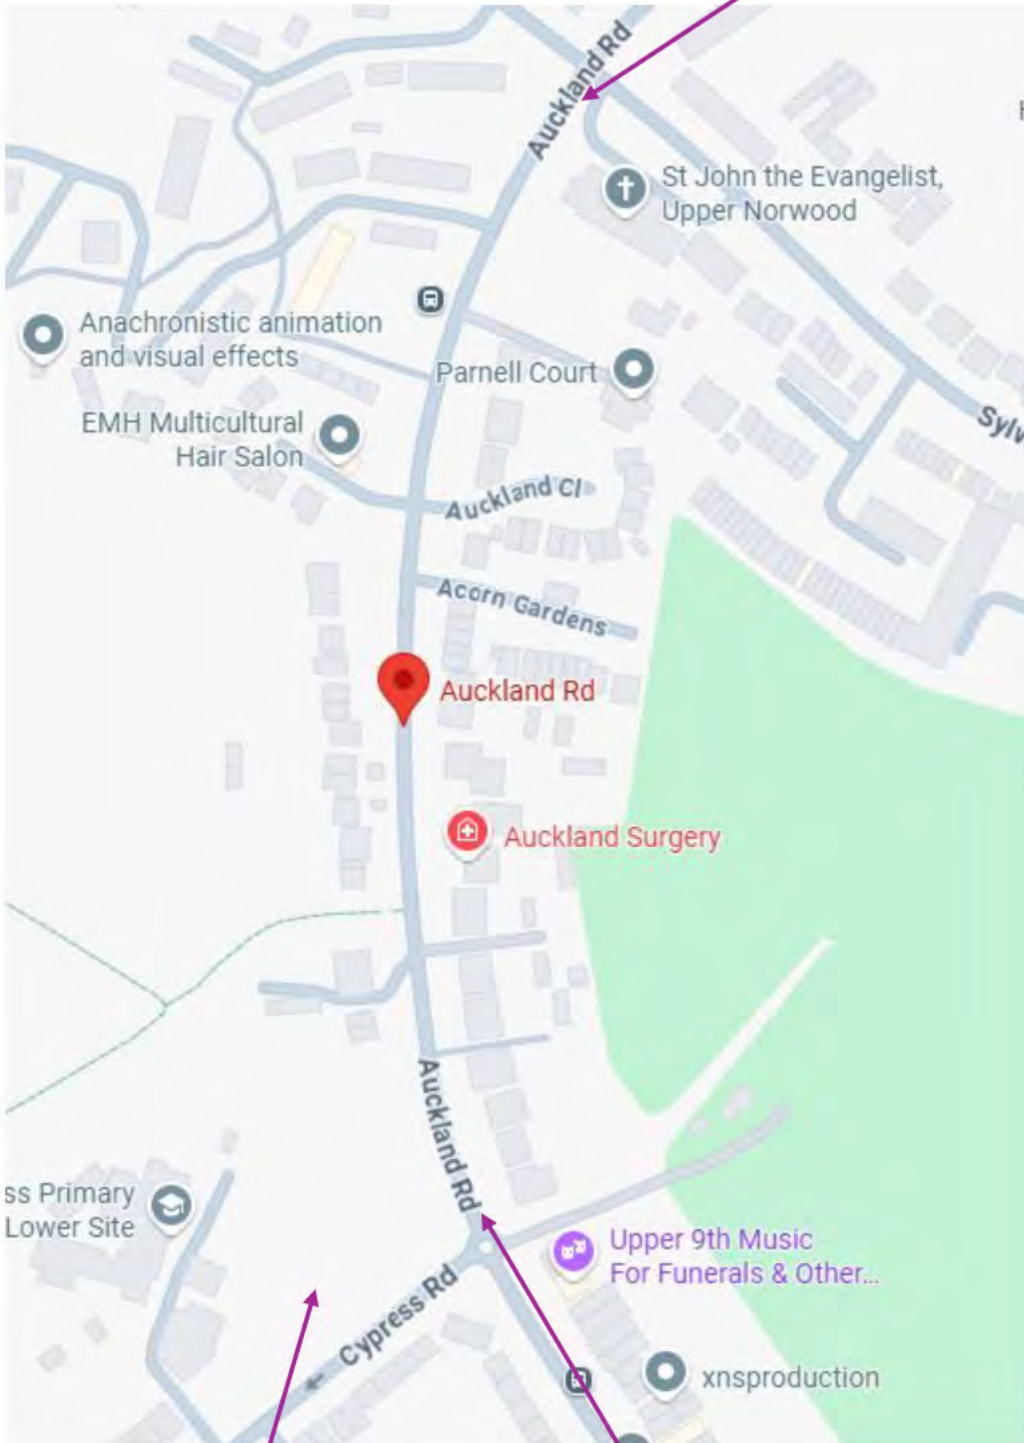 Auckland Rd
St John the Evangelist,
Upper Norwood
Anachronistic animation
and visual effects
Parnell Court
EMH Multicultural
Hair Salon
Sylv
Auckland Cl
Acorn Gardens
Auckland Rd
Auckland Surgery
Auckland Rd
ss Primary
Lower Site
Upper 9th Music
For Funerals & Other...
Cypress Rd
xnsproduction